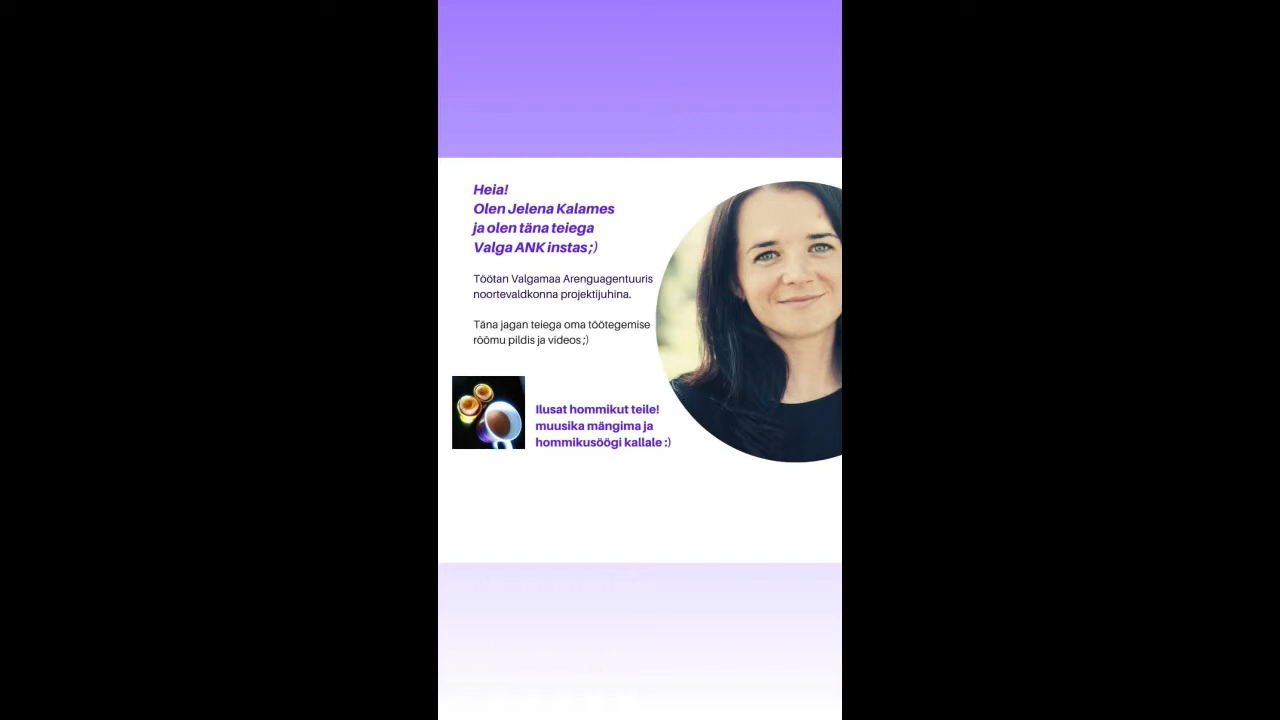 Heia!
Olen Jelena Kalames
ja olen täna teiega
Valga ANK instas ;)
Töötan Valgamaa Arenguagentuuris
noortevaldkonna projektijuhina.
Täna jagan teiega oma töötegemise
rõõmu pildis ja videos ;)
Ilusat hommikut teile!
muusika mängima ja
hommikusöögi kallale :)